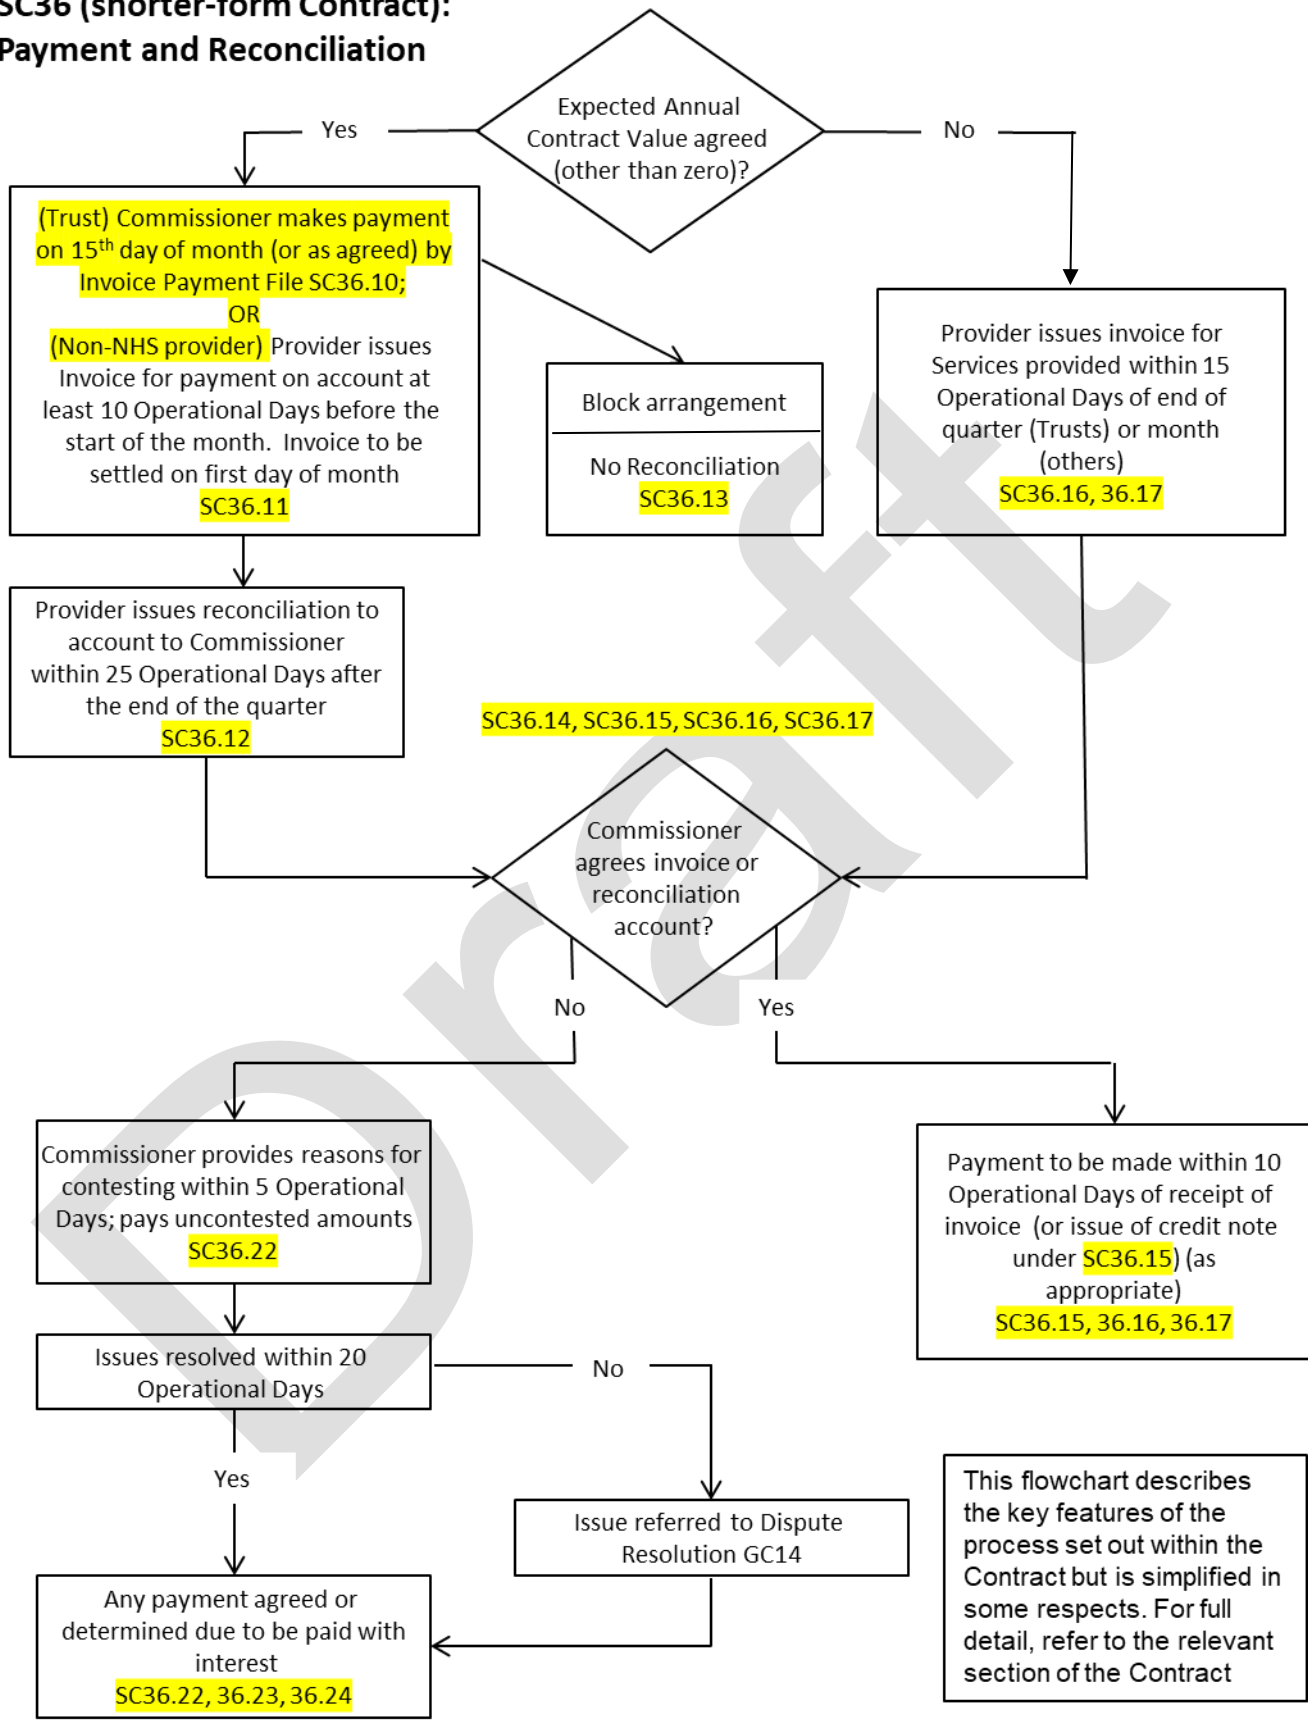 SC36 (shorter-form Contract):
Payment and Reconciliation
Expected Annual
Contract Value agreed
(other than zero)?
Yes
No
(Trust) Commissioner makes payment
on 15th day of month (or as agreed) by
Invoice Payment File SC36.10;
OR
(Non-NHS provider) Provider issues
Invoice for payment on account at
least 10 Operational Days before the
start of the month. Invoice to be
settled on first day of month
SC36.11
Block arrangement
No Reconciliation
SC36.13
Provider issues invoice for
Services provided within 15
Operational Days of end of
quarter (Trusts) or month
(others)
SC36.16, 36.17
Provider issues reconciliation to
account to Commissioner
within 25 Operational Days after
the end of the quarter
SC36.12
SC36.14, SC36.15, SC36.16, SC36.17
Commissioner
agrees invoice or
reconciliation
account?
No
Yes
Commissioner provides reasons for
contesting within 5 Operational
Days; pays uncontested amounts
SC36.22
Payment to be made within 10
Operational Days of receipt of
invoice (or issue of credit note
under SC36.15) (as
appropriate)
SC36.15, 36.16, 36.17
Issues resolved within 20
Operational Days
No
Yes
Issue referred to Dispute
Resolution GC14
Any payment agreed or
determined due to be paid with
interest
SC36.22, 36.23, 36.24
This flowchart describes
the key features of the
process set out within the
Contract but is simplified in
some respects. For full
detail, refer to the relevant
section of the Contract
Draft